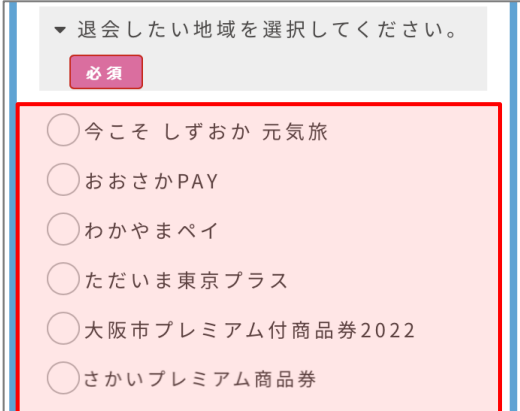 退会したい地域を選択してください。
必須
今こそ しずおか 元気旅
おおさかPAY
わかやまペイ
ただいま東京プラス
大阪市プレミアム付商品券2022
さかいプレミアム商品券